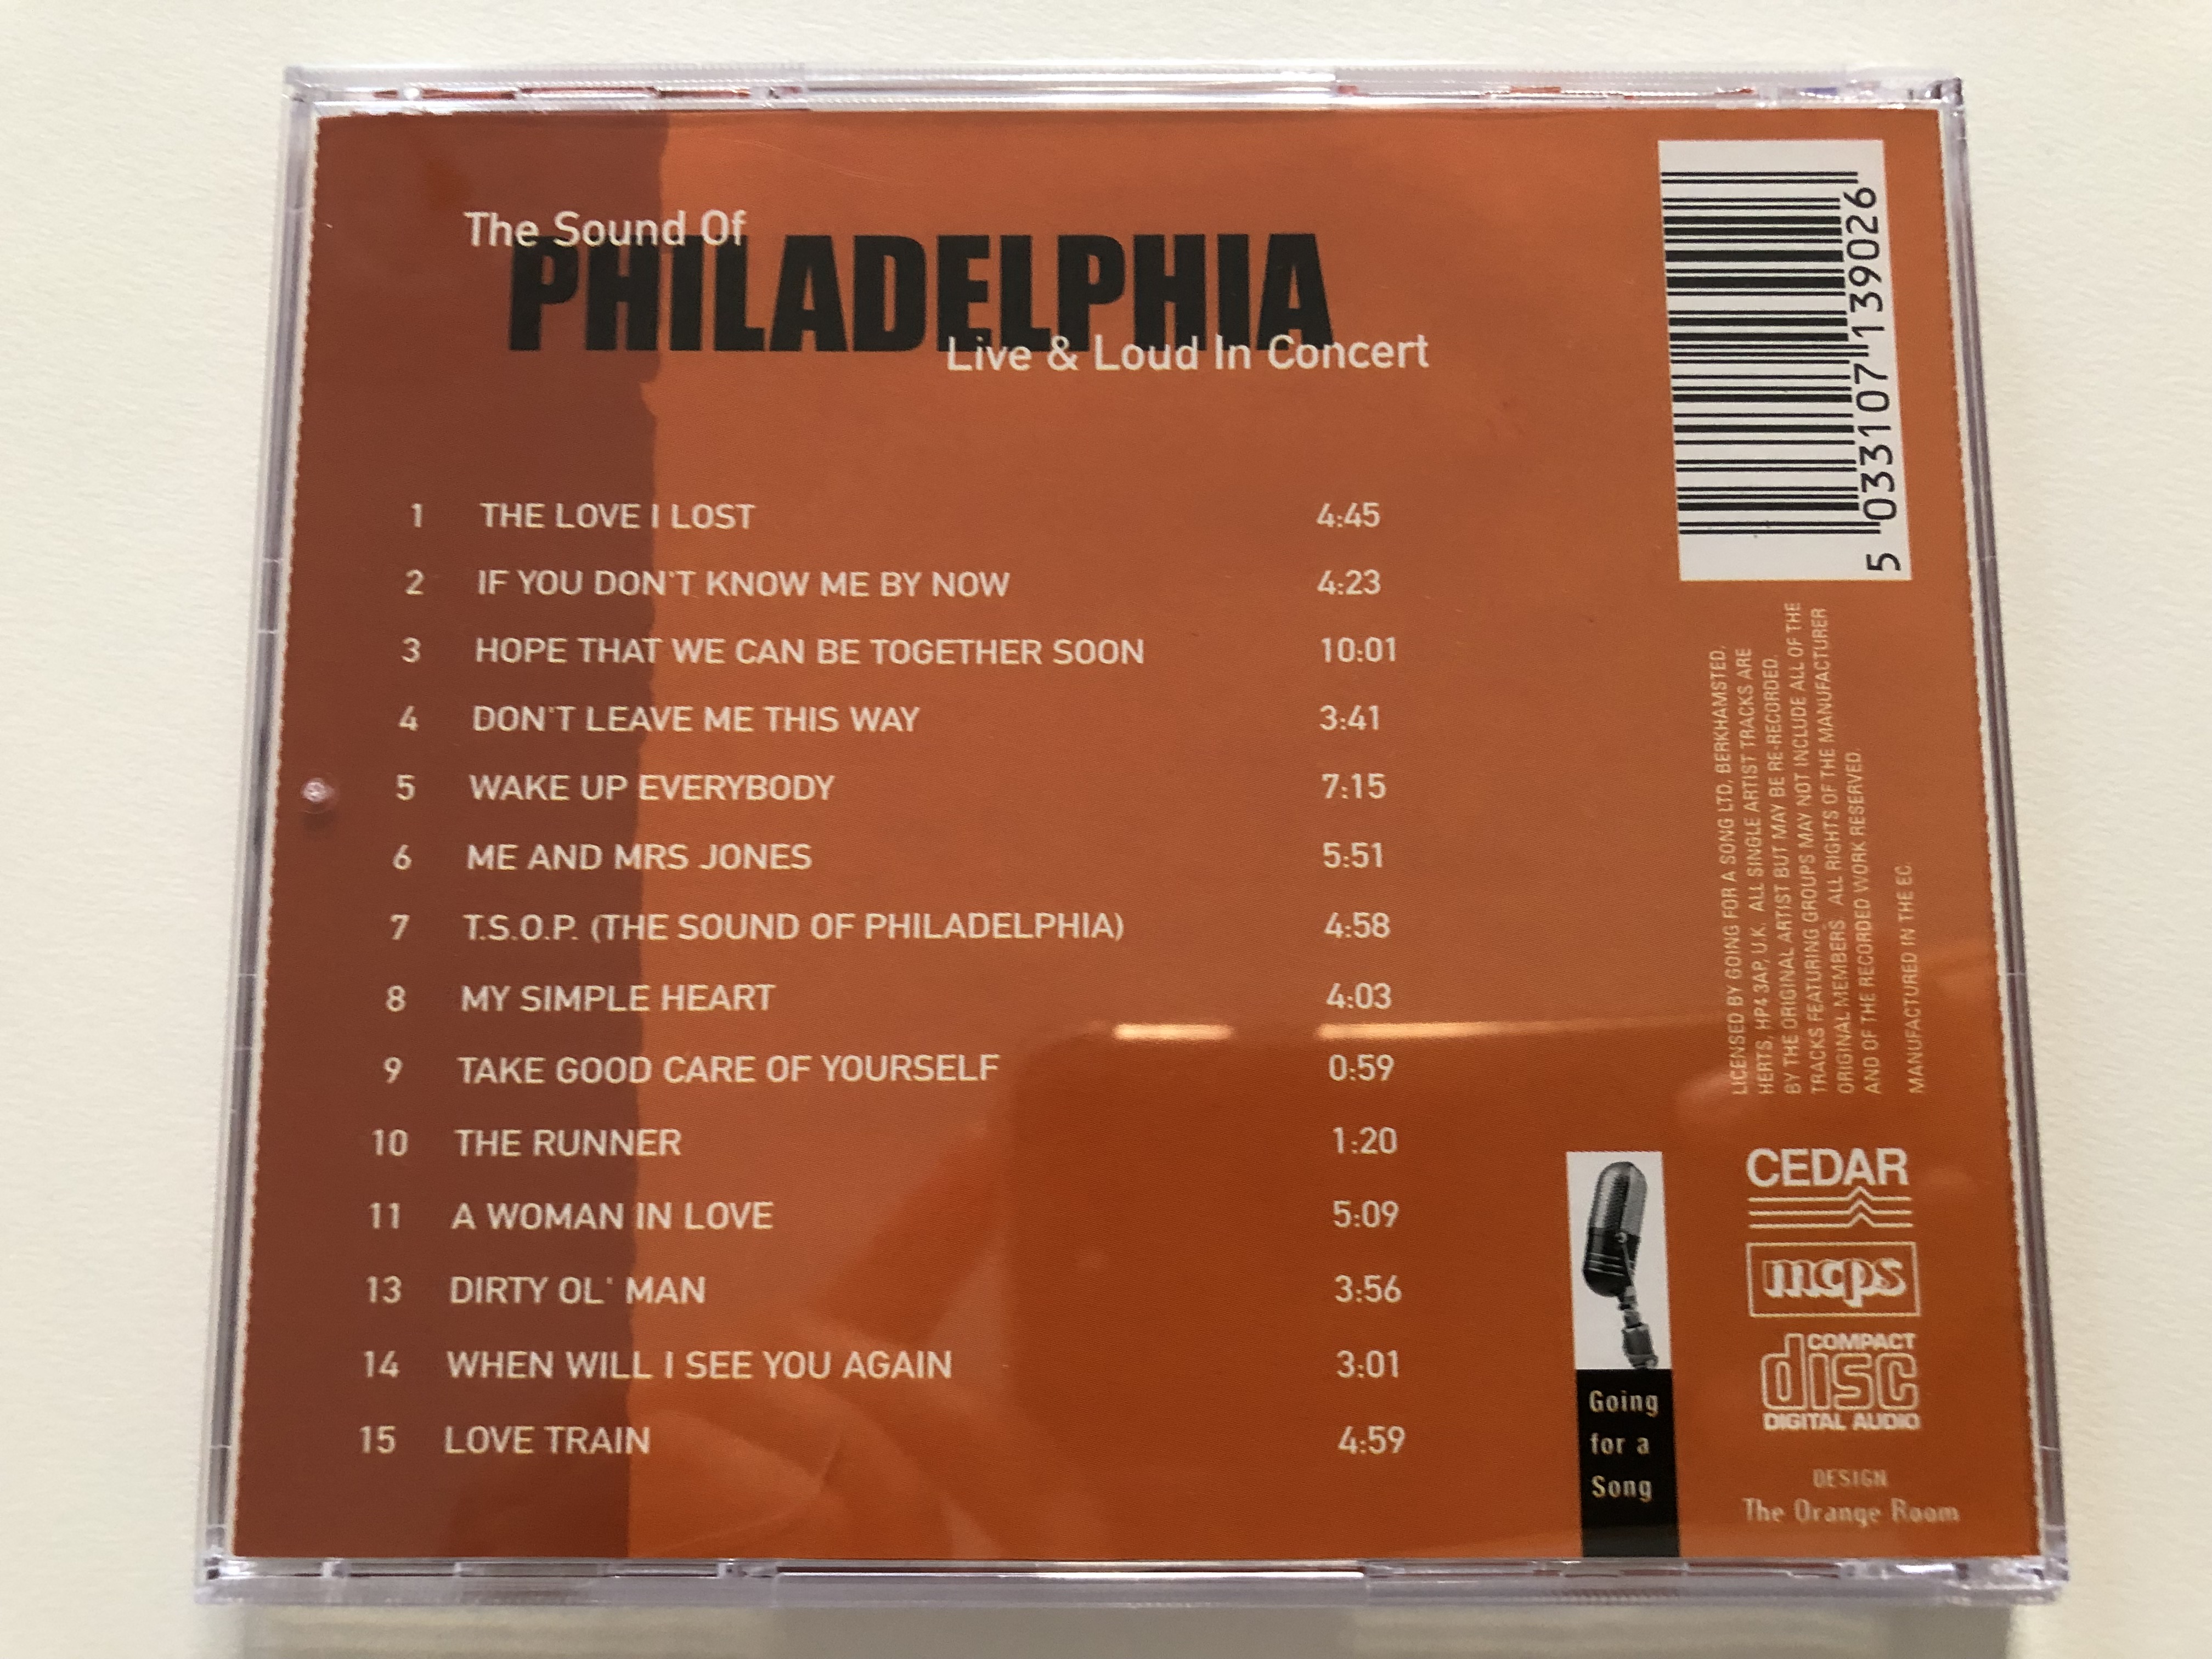 The Sound Of
PHILADELPHIA
Live & Loud In Concert
1 THE LOVE I LOST 4:45
2 IF YOU DON'T KNOW ME BY NOW 4:23
3 HOPE THAT WE CAN BE TOGETHER SOON 10:01
4 DON'T LEAVE ME THIS WAY 3:41
5 WAKE UP EVERYBODY 7:15
6 ME AND MRS JONES 5:51
7 T.S.O.P. (THE SOUND OF PHILADELPHIA) 4:58
8 MY SIMPLE HEART 4:03
9 TAKE GOOD CARE OF YOURSELF 0:59
10 THE RUNNER 1:20
11 A WOMAN IN LOVE 5:09
13 DIRTY OL' MAN 3:56
14 WHEN WILL I SEE YOU AGAIN 3:01
15 LOVE TRAIN 4:59
5 033107 139026
LICENSED BY GOING FOR A SONG LTD, BERKHAMSTED.
HERTS, HP4 3AP, U.K. ALL SINGLE ARTIST TRACKS ARE
BY THE ORIGINAL ARTIST BUT MAY BE RE-RECORDED.
TRACKS FEATURING GROUPS MAY NOT INCLUDE ALL OF THE
ORIGINAL MEMBERS. ALL RIGHTS OF THE MANUFACTURER
AND OF THE RECORDED WORK RESERVED.
MANUFACTURED IN THE EC.
CEDAR
mcps
COMPACT
disc
DIGITAL AUDIO
Going
for a
Song
DESIGN
The Orange Room